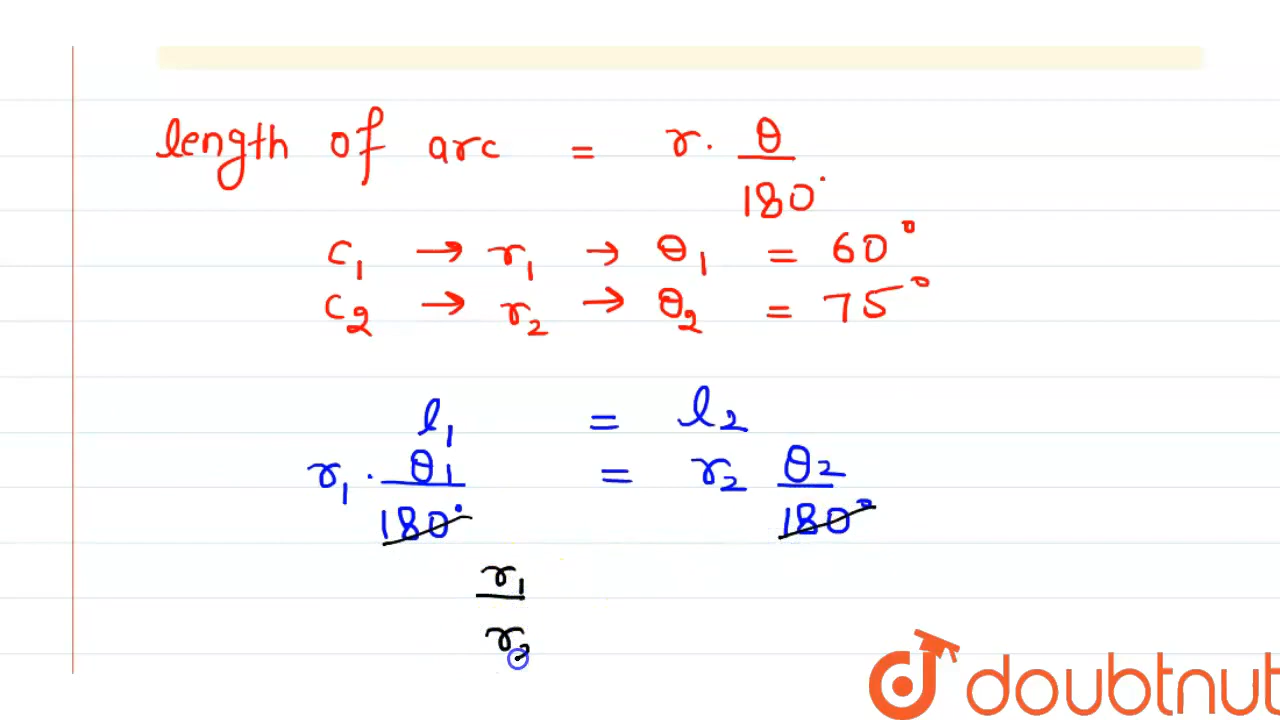 length of arc = r. θ/180°
c₁ → r₁ → θ₁ = 60°
c₂ → r₂ → θ₂ = 75°
l₁ = l₂
r₁ . θ₁/180° = r₂ θ₂/180°
r₁/r₂
doubtnut